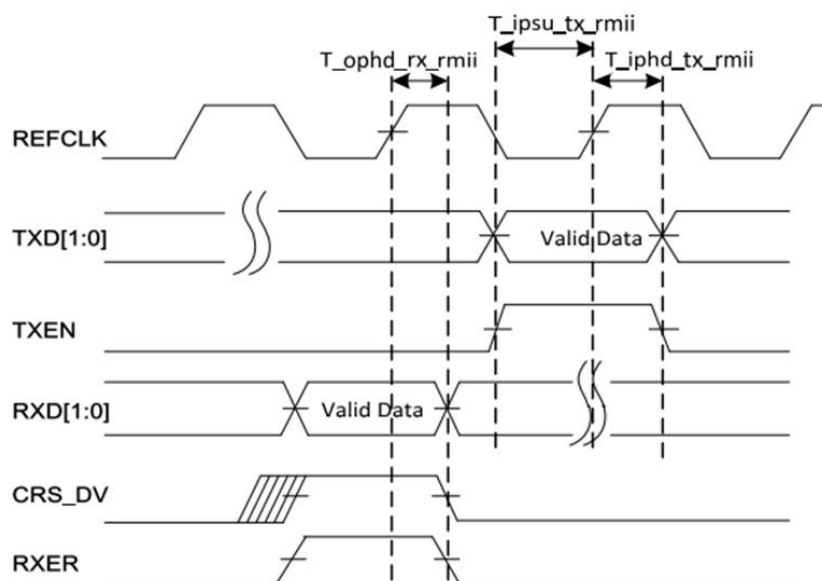 T_ipsu_tx_rmii
T_ophd_rx_rmii
T_iphd_tx_rmii
REFCLK
TXD[1:0]
Valid Data
TXEN
RXD[1:0]
Valid Data
CRS_DV
RXER